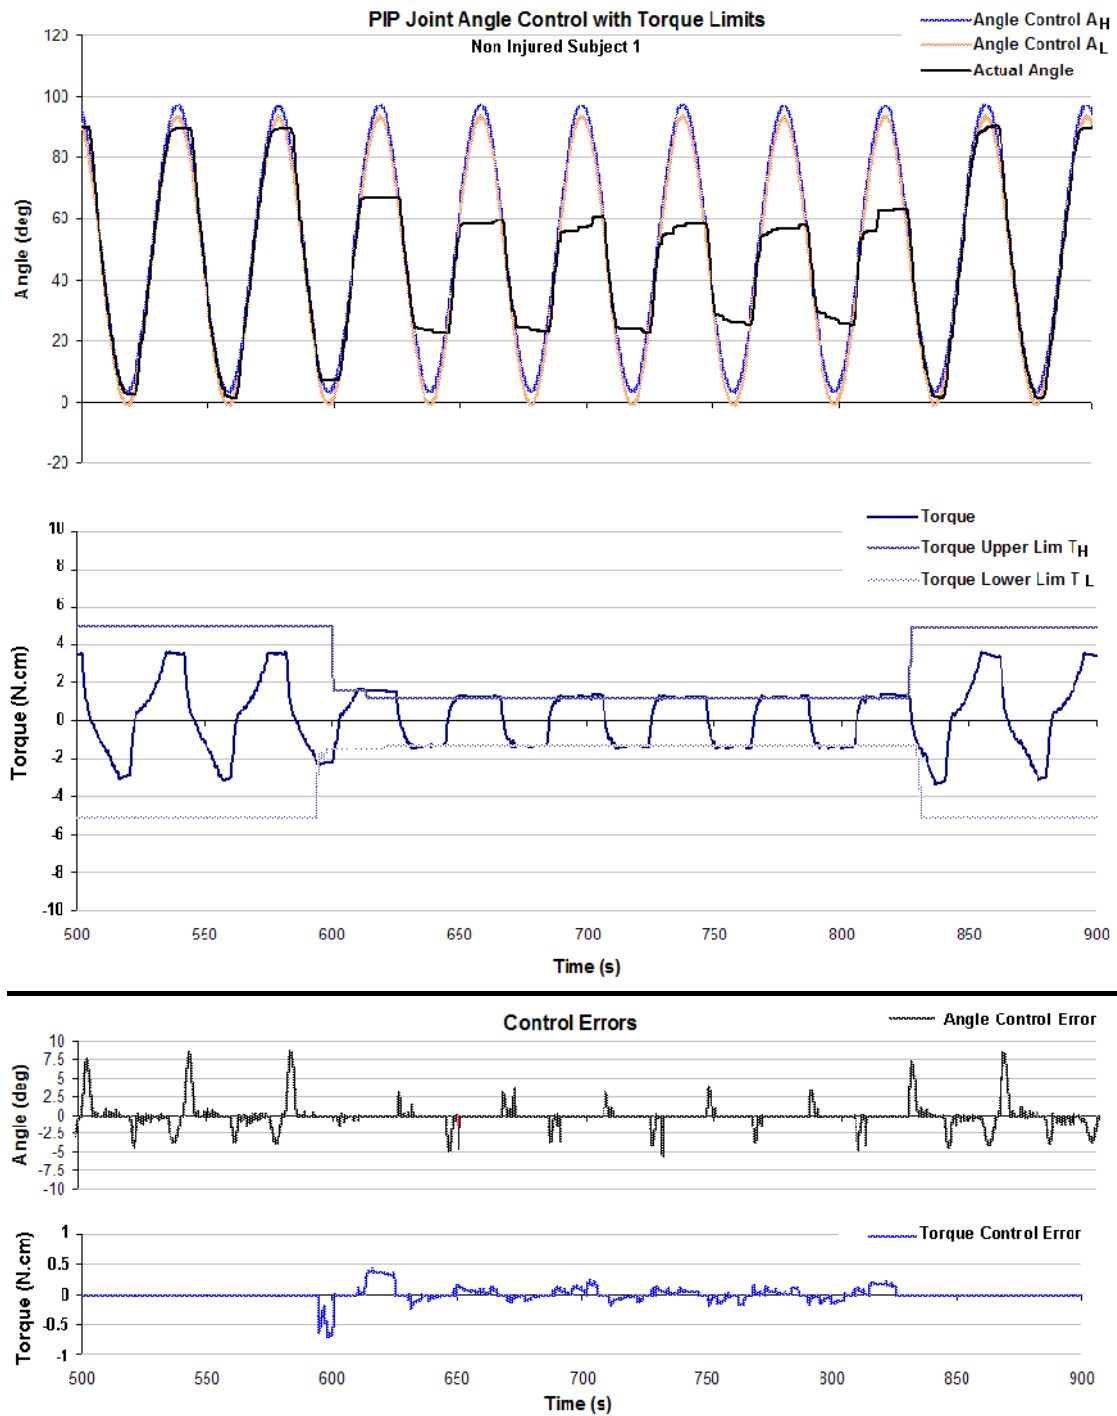 PIP Joint Angle Control with Torque Limits
Non Injured Subject 1
Angle Control AH
Angle Control AL
Actual Angle
120
100
80
60
40
20
0
-20
Angle (deg)
Torque
Torque Upper Lim TH
Torque Lower Lim T L
10
8
6
4
2
0
-2
-4
-6
-8
-10
Torque (N.cm)
500 550 600 650 700 750 800 850 900
Time (s)
Control Errors
Angle Control Error
10
7.5
5
2.5
0
-2.5
-5
-7.5
-10
Angle (deg)
Torque Control Error
1
0.5
0
-0.5
-1
Torque (N.cm)
500 550 600 650 700 750 800 850 900
Time (s)